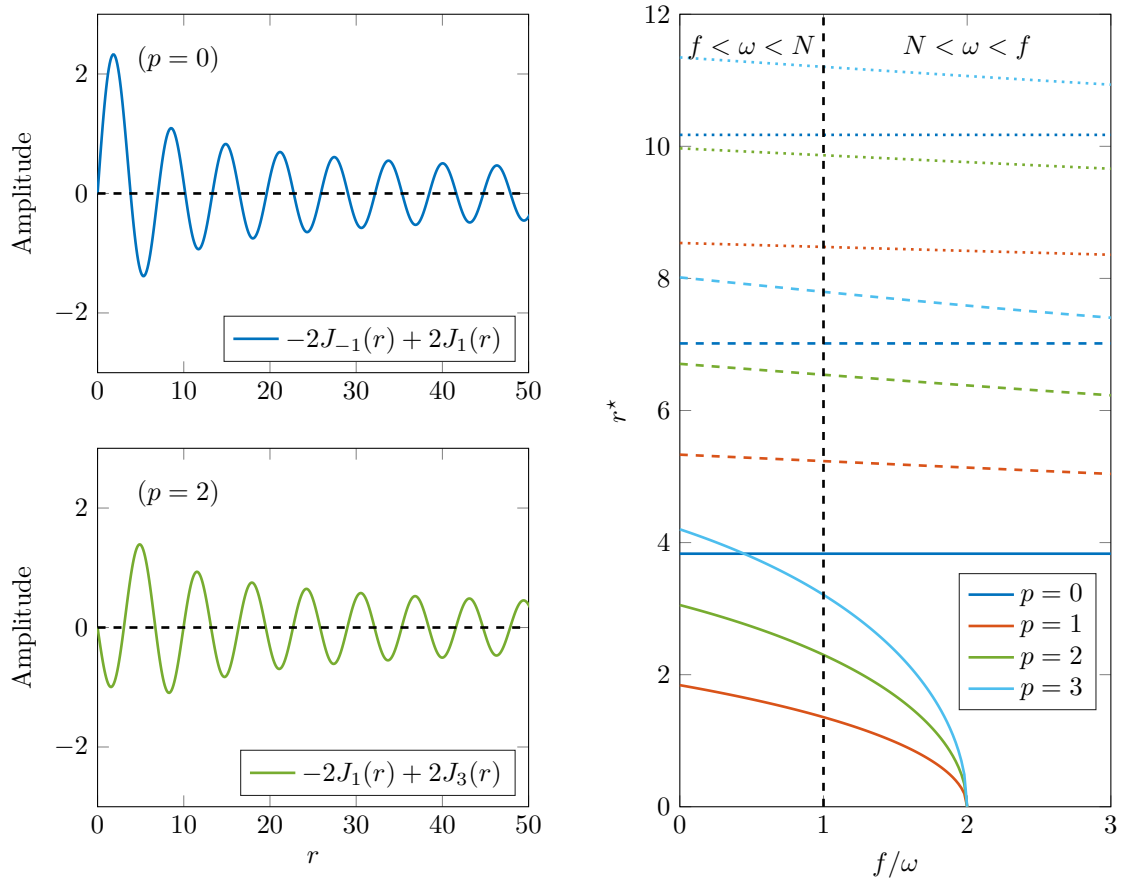 Amplitude
2
0
−2
(p = 0)
−2J₋₁(r) + 2J₁(r)
0 10 20 30 40 50
Amplitude
2
0
−2
(p = 2)
−2J₁(r) + 2J₃(r)
0 10 20 30 40 50
r
r⋆
12
10
8
6
4
2
0
f < ω < N
N < ω < f
p = 0
p = 1
p = 2
p = 3
0 1 2 3
f/ω